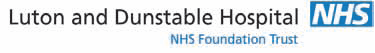 Luton and Dunstable Hospital NHS
NHS Foundation Trust